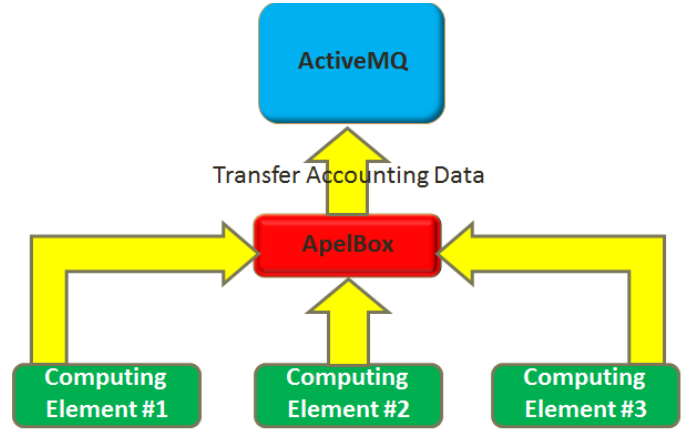 ActiveMQ
Transfer Accounting Data
ApelBox
Computing
Element #1
Computing
Element #2
Computing
Element #3